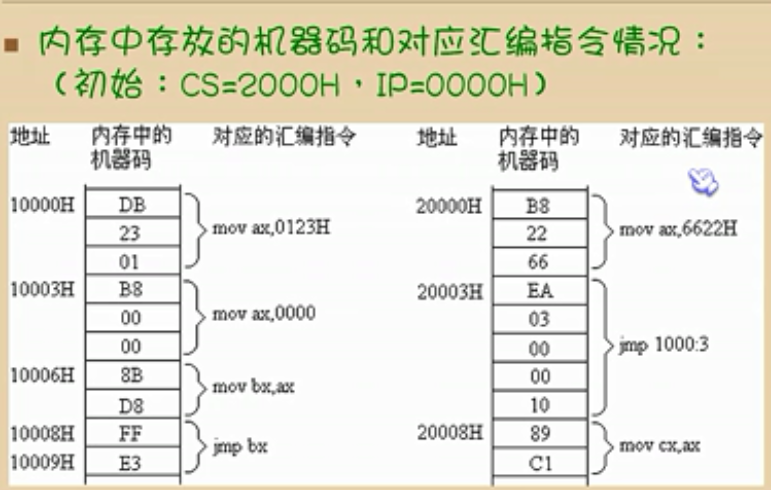 内存中存放的机器码和对应汇编指令情况：
（初始：CS=2000H，IP=0000H）
地址 内存中的 对应的汇编指令 地址 内存中的 对应的汇编指令
机器码 机器码
10000H DB 20000H B8
23 mov ax,0123H 22 mov ax,6622H
01 66
10003H B8 20003H EA
00 mov ax,0000 03
00 00 jmp 1000:3
10006H 8B 00
D8 mov bx,ax 10
10008H FF 20008H 89
10009H E3 jmp bx C1 mov cx,ax